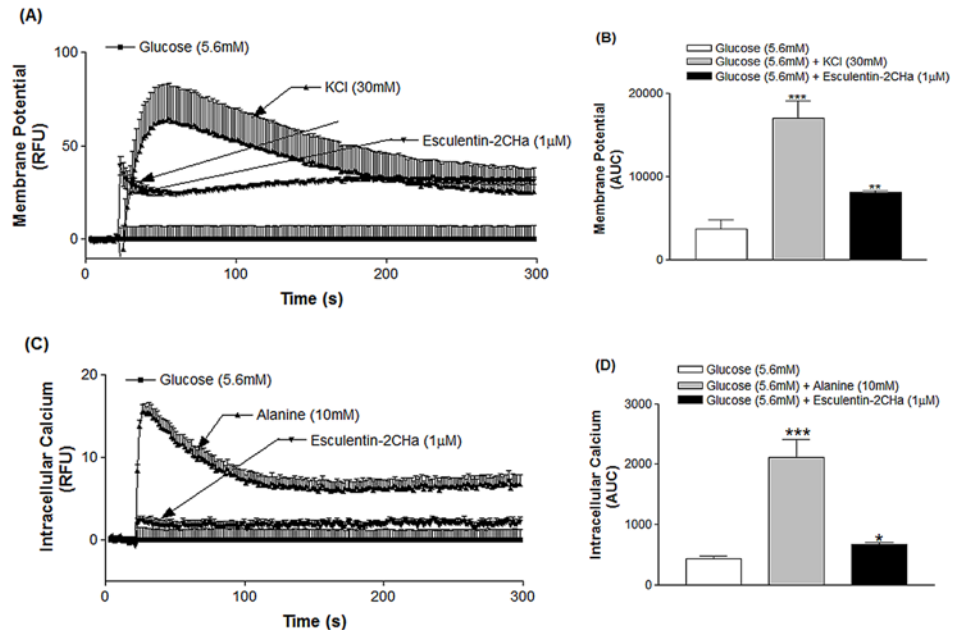 (A)
Glucose (5.6mM)
KCl (30mM)
Esculentin-2CHa (1µM)
Membrane Potential
(RFU)
100
50
0
0
100
200
300
Time (s)
(B)
Glucose (5.6mM)
Glucose (5.6mM) + KCl (30mM)
Glucose (5.6mM) + Esculentin-2CHa (1µM)
Membrane Potential
(AUC)
20000
10000
0
***
**
(C)
Glucose (5.6mM)
Alanine (10mM)
Esculentin-2CHa (1µM)
Intracellular Calcium
(RFU)
20
10
0
0
100
200
300
Time (s)
(D)
Glucose (5.6mM)
Glucose (5.6mM) + Alanine (10mM)
Glucose (5.6mM) + Esculentin-2CHa (1µM)
Intracellular Calcium
(AUC)
3000
2000
1000
0
***
*